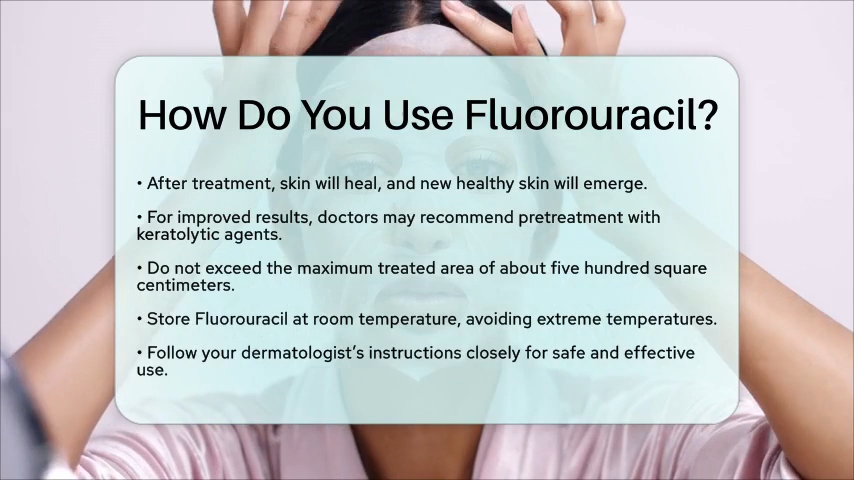 How Do You Use Fluorouracil?
• After treatment, skin will heal, and new healthy skin will emerge.
• For improved results, doctors may recommend pretreatment with
keratolytic agents.
• Do not exceed the maximum treated area of about five hundred square
centimeters.
• Store Fluorouracil at room temperature, avoiding extreme temperatures.
• Follow your dermatologist’s instructions closely for safe and effective
use.